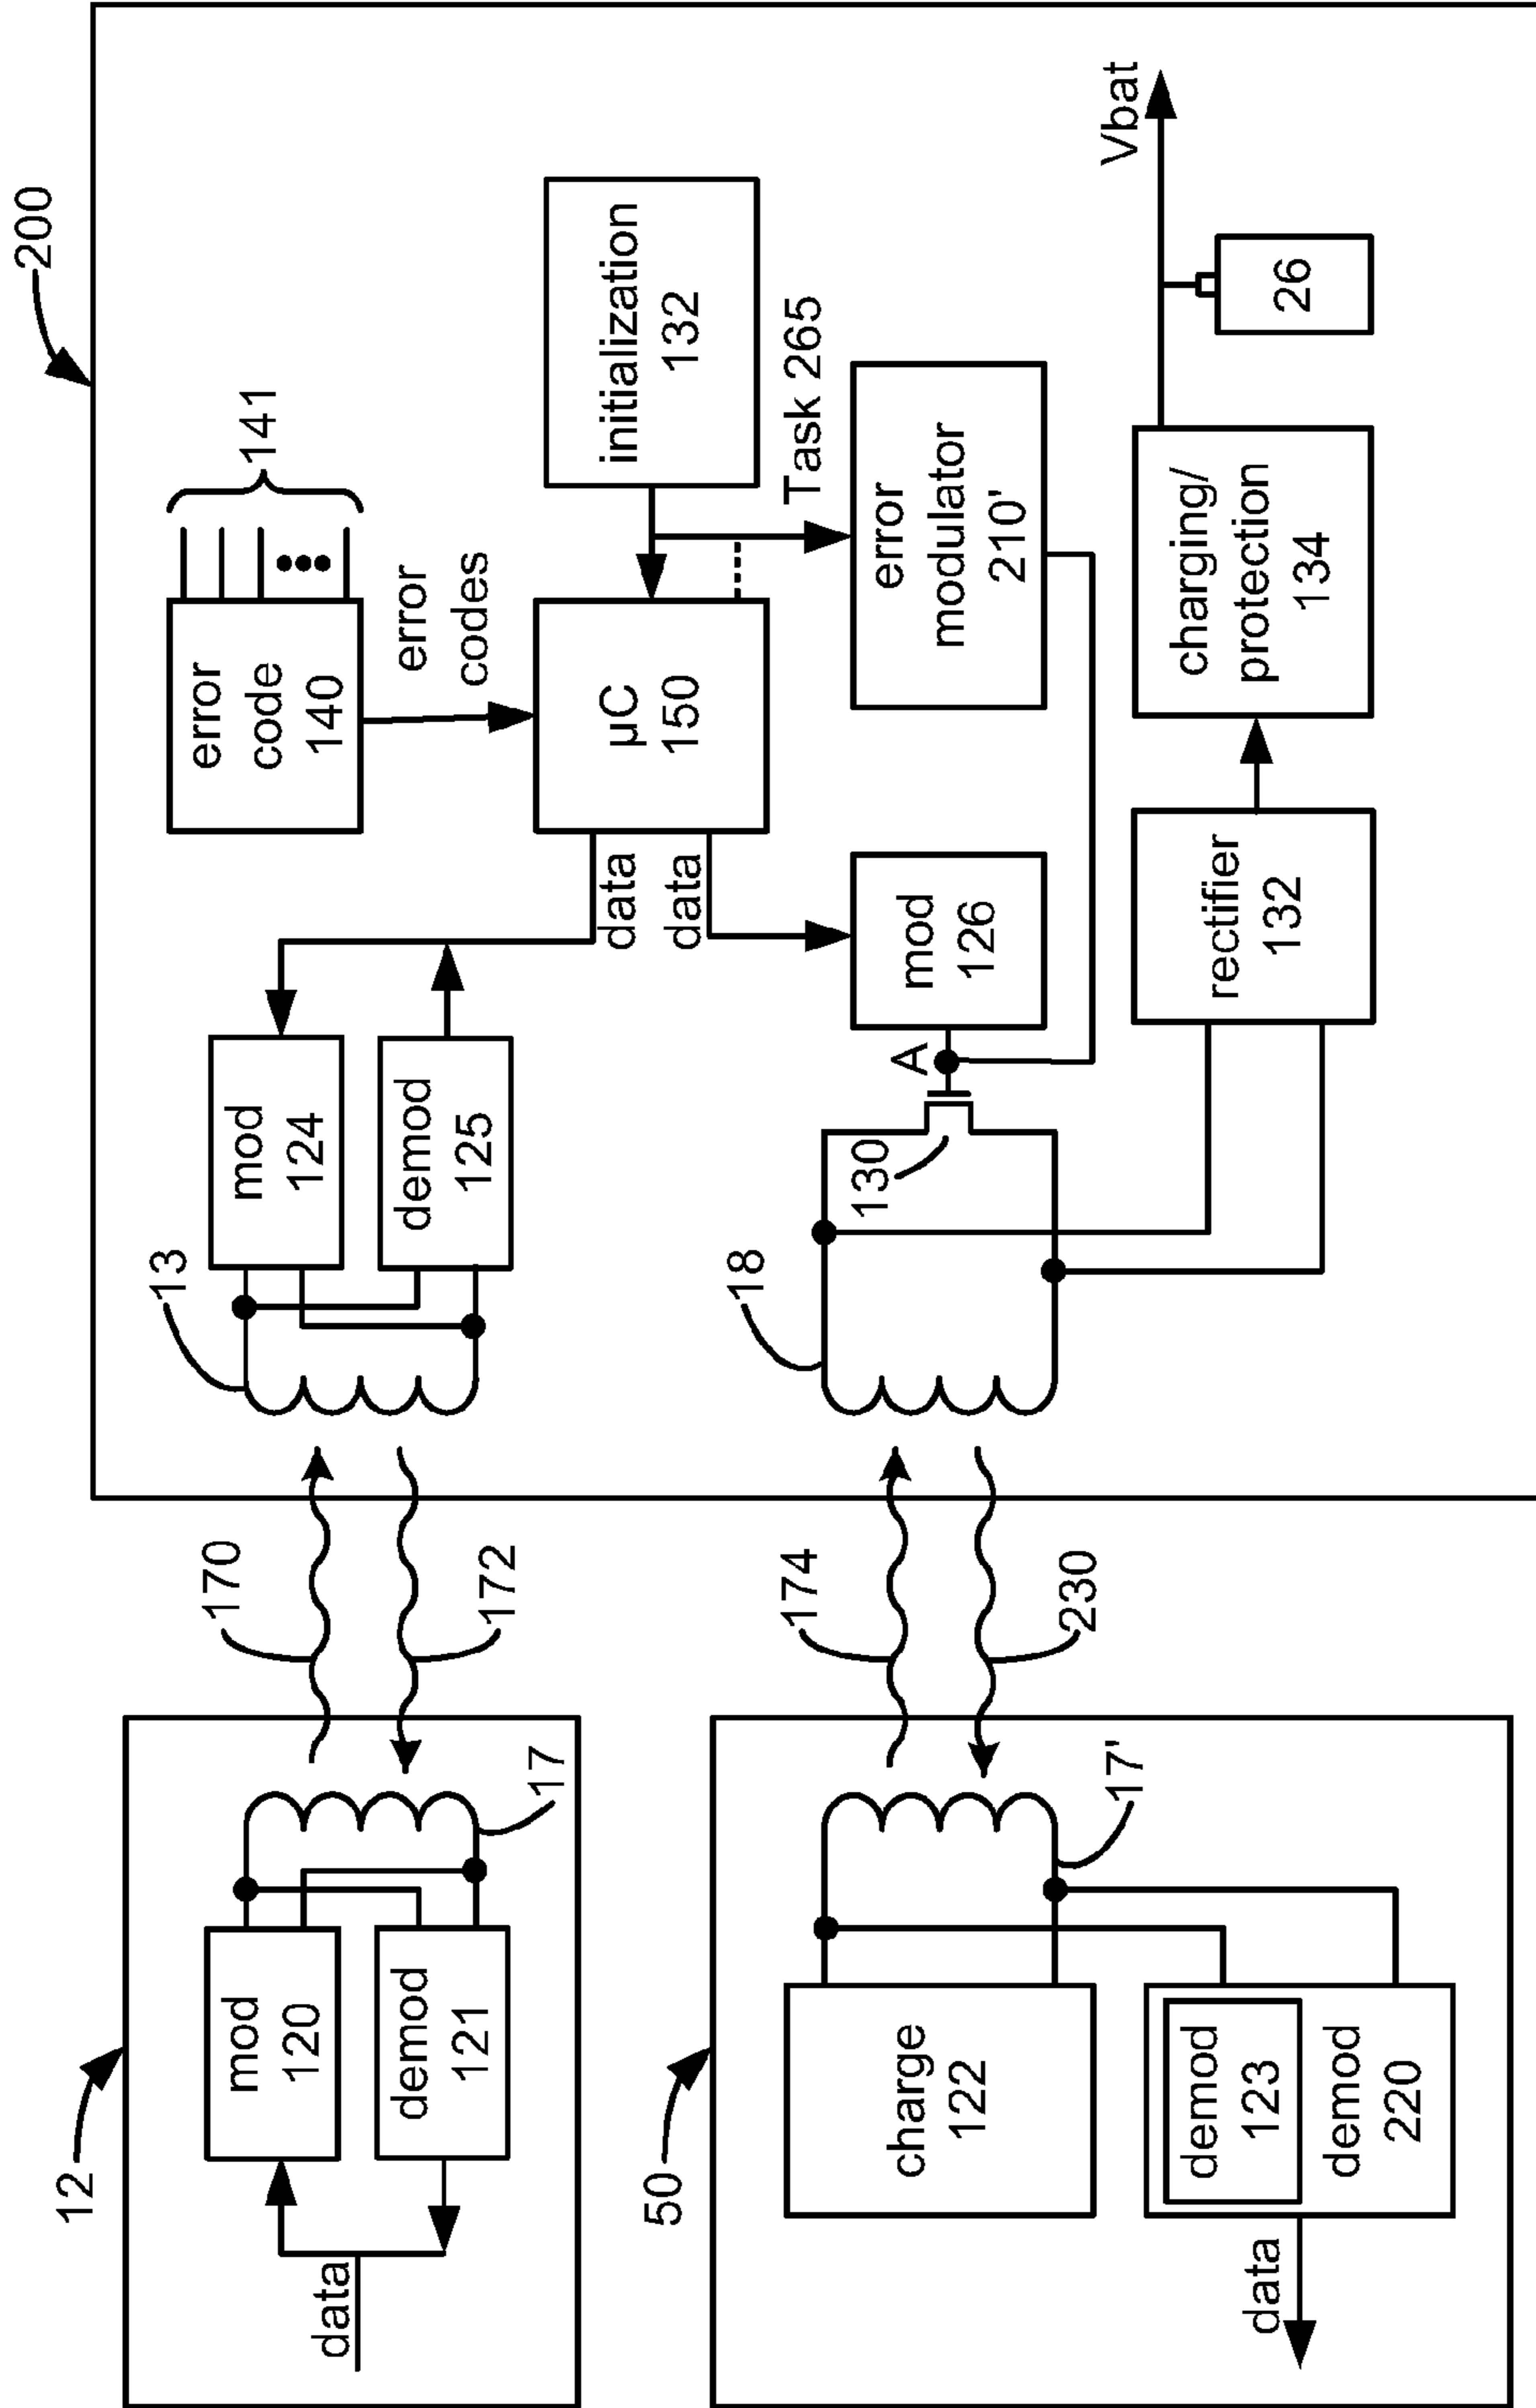 12
data
mod
120
demod
121
17
170
172
50
charge
122
demod
123
demod
220
data
17'
174
230
200
13
mod
124
demod
125
error
code
140
141
error
codes
data
data
µC
150
initialization
132
Task 265
18
130
A
mod
126
error
modulator
210'
rectifier
132
charging/
protection
134
26
Vbat